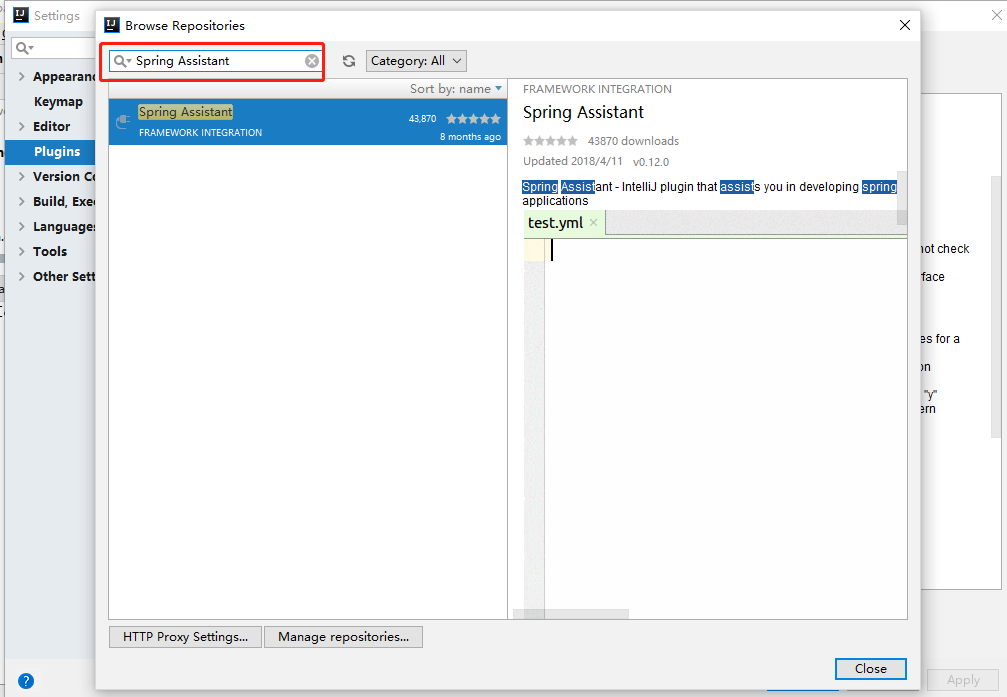 Settings
Browse Repositories
Spring Assistant
Category: All
Appearan
Keymap
Editor
Plugins
Version Co
Build, Exec
Languages
Tools
Other Sett
Sort by: name
Spring Assistant
43,870
FRAMEWORK INTEGRATION
8 months ago
FRAMEWORK INTEGRATION
Spring Assistant
43870 downloads
Updated 2018/4/11 v0.12.0
Spring Assistant - IntelliJ plugin that assists you in developing spring
applications
test.yml
not check
face
es for a
on
"y"
ern
HTTP Proxy Settings...
Manage repositories...
Close
?
Apply